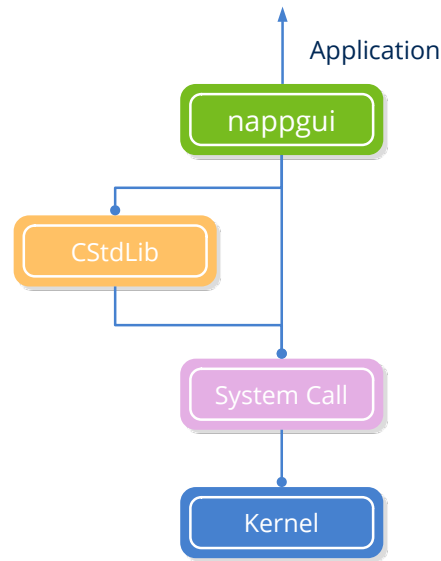 Application
nappgui
CStdLib
System Call
Kernel